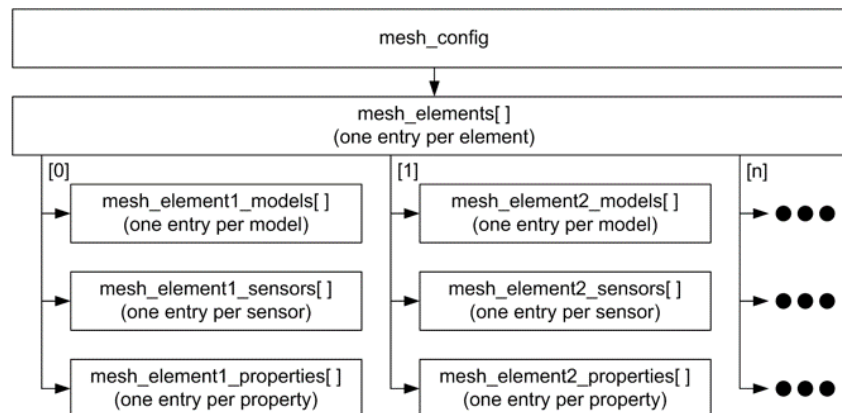 mesh_config
mesh_elements[ ]
(one entry per element)
[0]
[1]
[n]
mesh_element1_models[ ]
(one entry per model)
mesh_element2_models[ ]
(one entry per model)
mesh_element1_sensors[ ]
(one entry per sensor)
mesh_element2_sensors[ ]
(one entry per sensor)
mesh_element1_properties[ ]
(one entry per property)
mesh_element2_properties[ ]
(one entry per property)